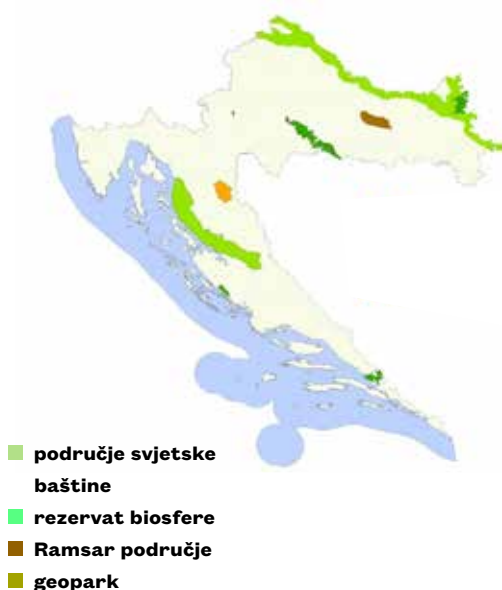 područje svjetske
baštine
rezervat biosfere
Ramsar područje
geopark